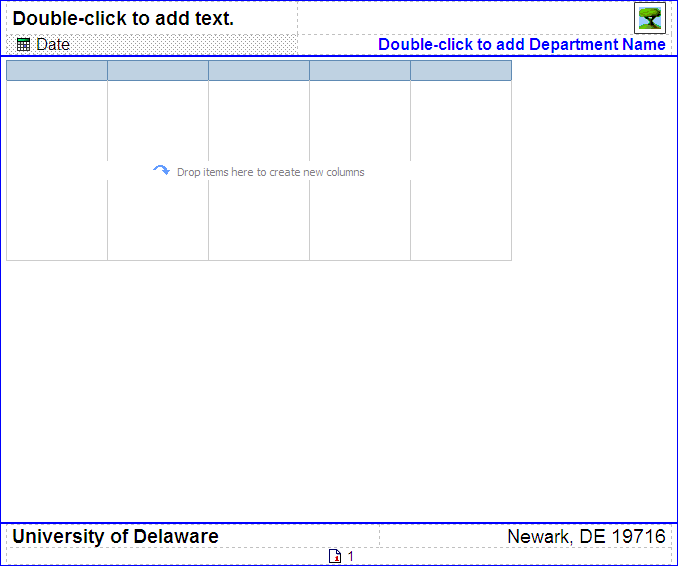 Double-click to add text.
Date
Double-click to add Department Name
Drop items here to create new columns
University of Delaware
Newark, DE 19716
1